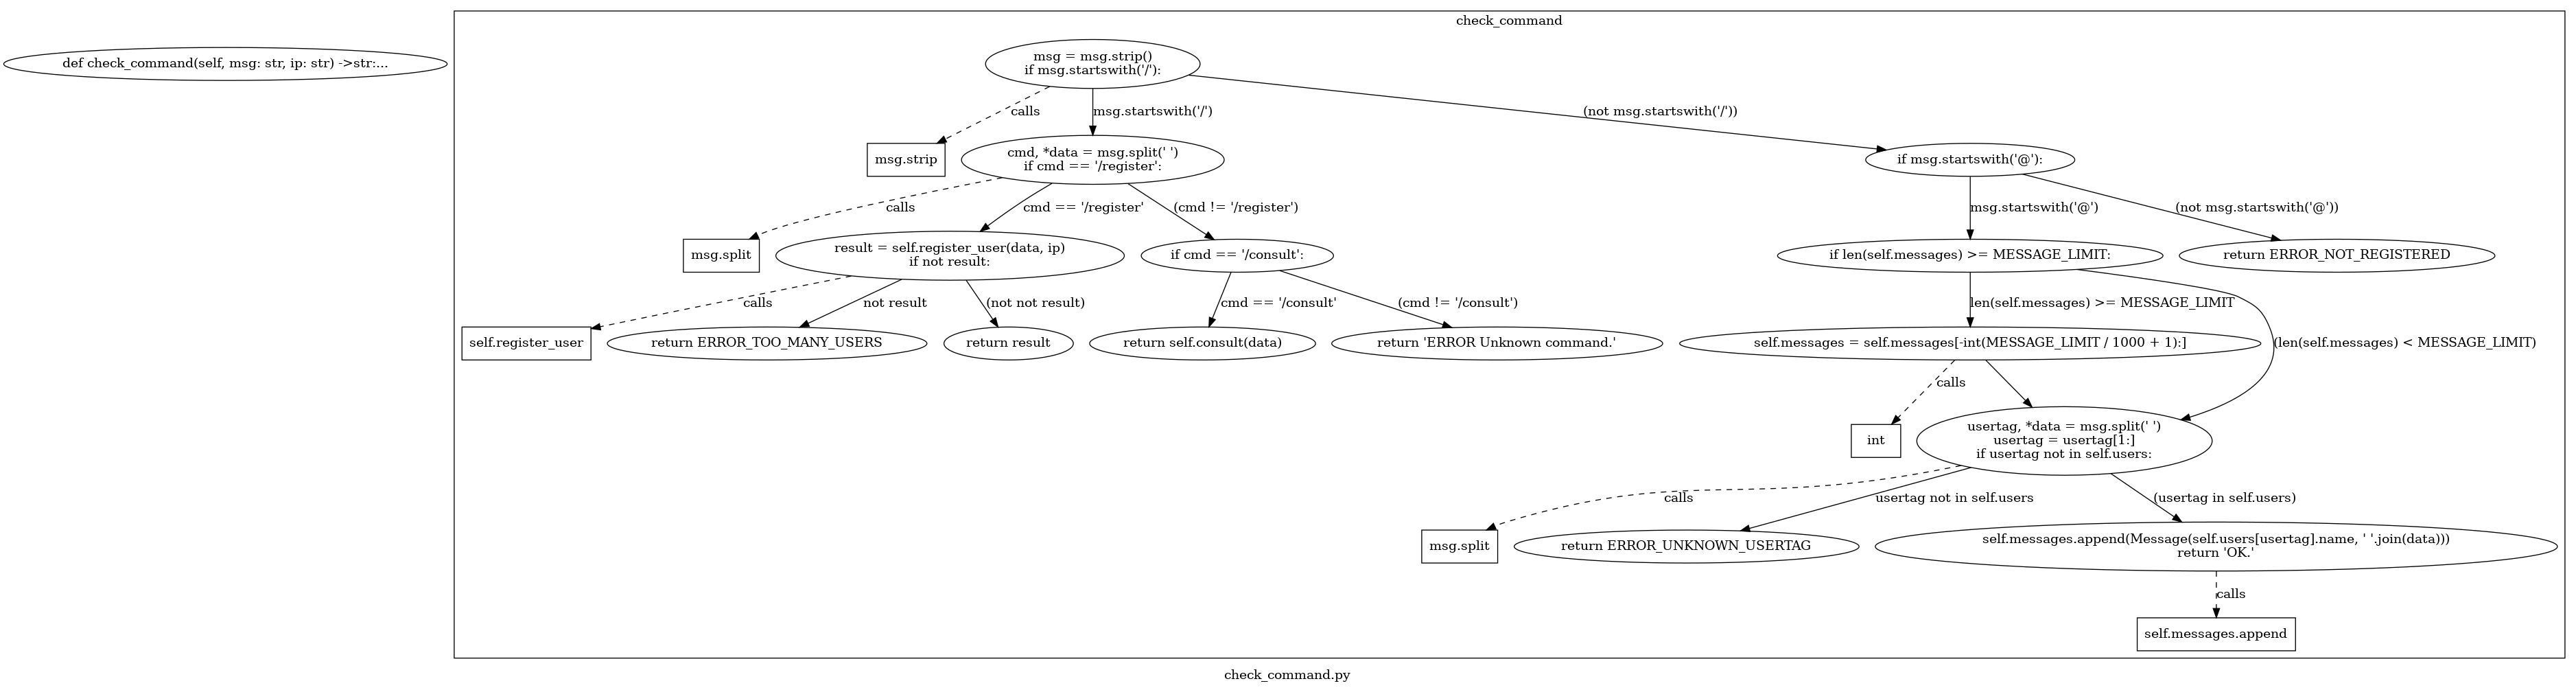 check_command
def check_command(self, msg: str, ip: str) ->str:...
msg = msg.strip()
if msg.startswith('/'):
calls
msg.startswith('/')
(not msg.startswith('/'))
msg.strip
cmd, *data = msg.split(' ')
if cmd == '/register':
if msg.startswith('@'):
calls
cmd == '/register'
(cmd != '/register')
msg.startswith('@')
(not msg.startswith('@'))
msg.split
result = self.register_user(data, ip)
if not result:
if cmd == '/consult':
if len(self.messages) >= MESSAGE_LIMIT:
return ERROR_NOT_REGISTERED
calls
not result
(not not result)
cmd == '/consult'
(cmd != '/consult')
len(self.messages) >= MESSAGE_LIMIT
self.register_user
return ERROR_TOO_MANY_USERS
return result
return self.consult(data)
return 'ERROR Unknown command.'
self.messages = self.messages[-int(MESSAGE_LIMIT / 1000 + 1):]
(len(self.messages) < MESSAGE_LIMIT)
calls
int
usertag, *data = msg.split(' ')
usertag = usertag[1:]
if usertag not in self.users:
calls
usertag not in self.users
(usertag in self.users)
msg.split
return ERROR_UNKNOWN_USERTAG
self.messages.append(Message(self.users[usertag].name, ' '.join(data)))
return 'OK.'
calls
self.messages.append
check_command.py